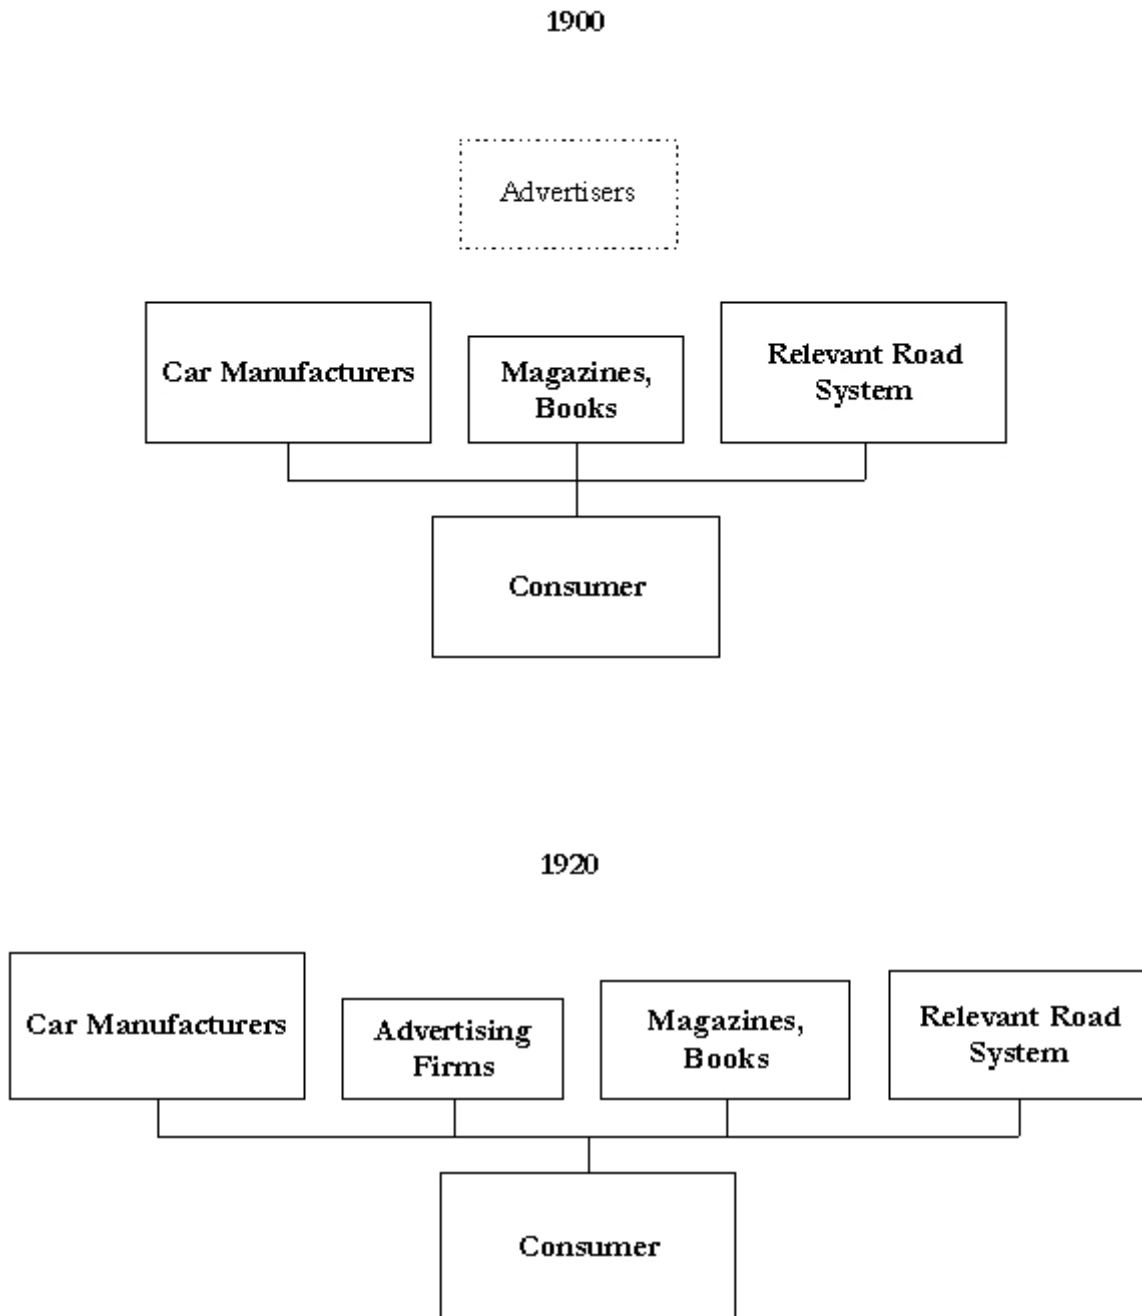 1900
Advertisers
Car Manufacturers
Magazines,
Books
Relevant Road
System
Consumer
1920
Car Manufacturers
Advertising
Firms
Magazines,
Books
Relevant Road
System
Consumer